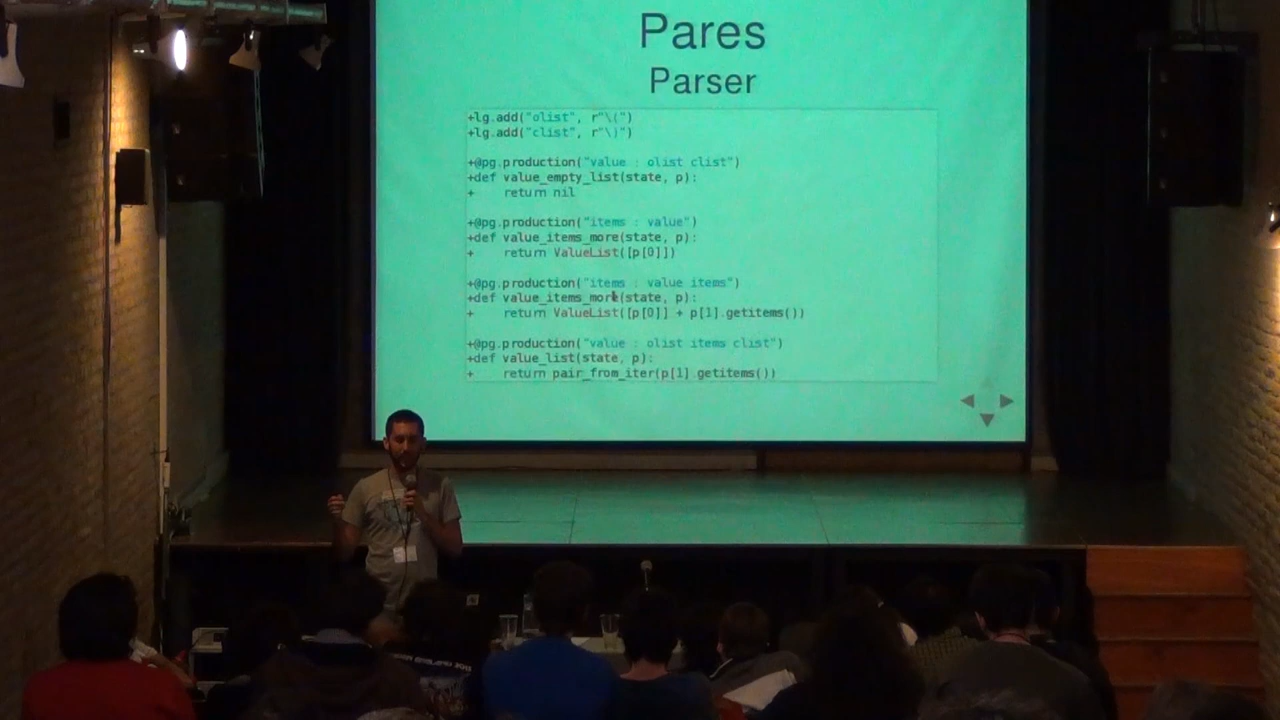 Pares
Parser
+lg.add("olist", r"\(")
+lg.add("clist", r"\)")
+@pg.production("value : olist clist")
+def value_empty_list(state, p):
+    return nil
+@pg.production("items : value")
+def value_items_more(state, p):
+    return ValueList([p[0]])
+@pg.production("items : value items")
+def value_items_more(state, p):
+    return ValueList([p[0]] + p[1].getitems())
+@pg.production("value : olist items clist")
+def value_list(state, p):
+    return pair_from_iter(p[1].getitems())